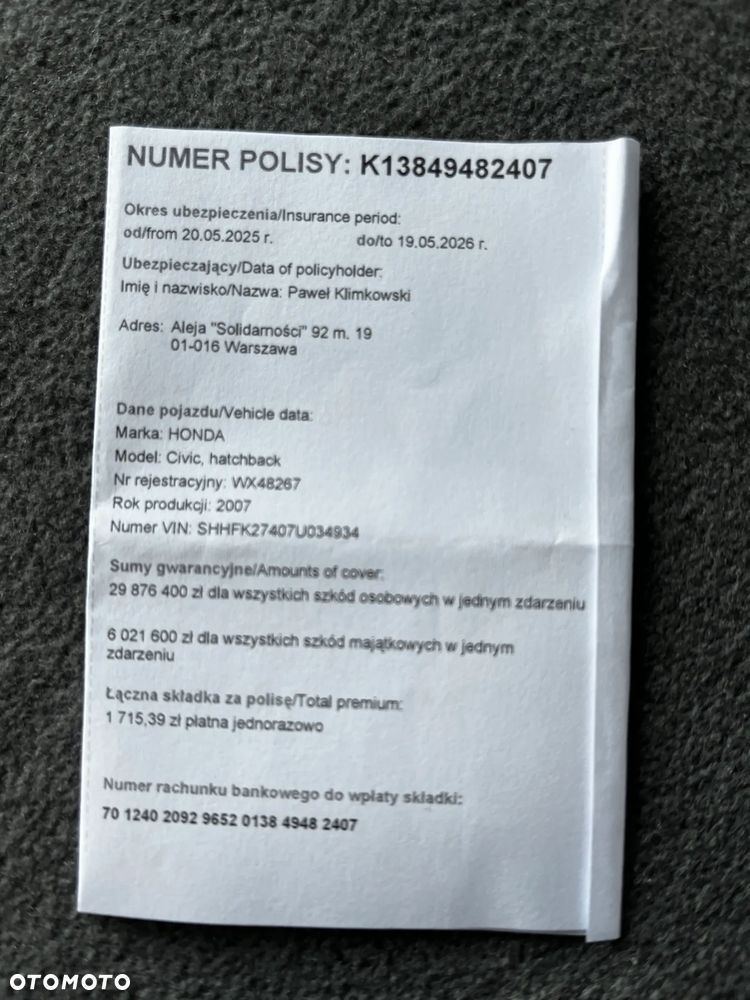 NUMER POLISY: K13849482407
Okres ubezpieczenia/Insurance period:
od/from 20.05.2025 r. do/to 19.05.2026 r.
Ubezpieczający/Data of policyholder:
Imię i nazwisko/Nazwa: Paweł Klimkowski
Adres: Aleja "Solidarności" 92 m. 19
01-016 Warszawa
Dane pojazdu/Vehicle data:
Marka: HONDA
Model: Civic, hatchback
Nr rejestracyjny: WX48267
Rok produkcji: 2007
Numer VIN: SHHFK27407U034934
Sumy gwarancyjne/Amounts of cover:
29 876 400 zł dla wszystkich szkód osobowych w jednym zdarzeniu
6 021 600 zł dla wszystkich szkód majątkowych w jednym
zdarzeniu
Łączna składka za polisę/Total premium:
1 715,39 zł płatna jednorazowo
Numer rachunku bankowego do wpłaty składki:
70 1240 2092 9652 0138 4948 2407
OTOMOTO